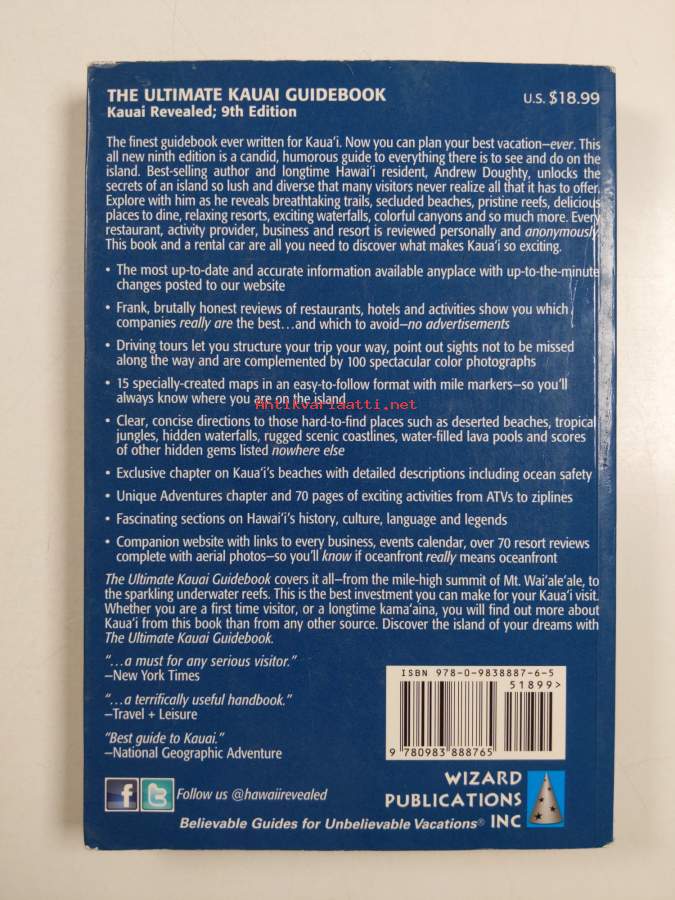 THE ULTIMATE KAUAI GUIDEBOOK
U.S. $18.99
Kauai Revealed; 9th Edition
The finest guidebook ever written for Kaua‘i. Now you can plan your best vacation—ever. This
all new ninth edition is a candid, humorous guide to everything there is to see and do on the
island. Best-selling author and longtime Hawai‘i resident, Andrew Doughty, unlocks the
secrets of an island so lush and diverse that many visitors never realize all that it has to offer.
Explore with him as he reveals breathtaking trails, secluded beaches, pristine reefs, delicious
places to dine, relaxing resorts, exciting waterfalls, colorful canyons and so much more. Every
restaurant, activity provider, business and resort is reviewed personally and anonymously.
This book and a rental car are all you need to discover what makes Kaua‘i so exciting.
• The most up-to-date and accurate information available anyplace with up-to-the-minute
changes posted to our website
• Frank, brutally honest reviews of restaurants, hotels and activities show you which
companies really are the best…and which to avoid—no advertisements
• Driving tours let you structure your trip your way, point out sights not to be missed
along the way and are complemented by 100 spectacular color photographs
• 15 specially-created maps in an easy-to-follow format with mile markers—so you’ll
always know where you are on the island
Antikvariaatti.net
• Clear, concise directions to those hard-to-find places such as deserted beaches, tropical
jungles, hidden waterfalls, rugged scenic coastlines, water-filled lava pools and scores
of other hidden gems listed nowhere else
• Exclusive chapter on Kaua‘i’s beaches with detailed descriptions including ocean safety
• Unique Adventures chapter and 70 pages of exciting activities from ATVs to ziplines
• Fascinating sections on Hawai‘i’s history, culture, language and legends
• Companion website with links to every business, events calendar, over 70 resort reviews
complete with aerial photos—so you’ll know if oceanfront really means oceanfront
The Ultimate Kauai Guidebook covers it all—from the mile-high summit of Mt. Wai‘ale‘ale, to
the sparkling underwater reefs. This is the best investment you can make for your Kaua‘i visit.
Whether you are a first time visitor, or a longtime kama‘aina, you will find out more about
Kaua‘i from this book than from any other source. Discover the island of your dreams with
The Ultimate Kauai Guidebook.
“…a must for any serious visitor.”
—New York Times
“…a terrifically useful handbook.”
—Travel + Leisure
“Best guide to Kauai.”
—National Geographic Adventure
ISBN 978-0-9838887-6-5
51899>
9 780983 888765
f t Follow us @hawaiirevealed
WIZARD
PUBLICATIONS
INC
Believable Guides for Unbelievable Vacations®